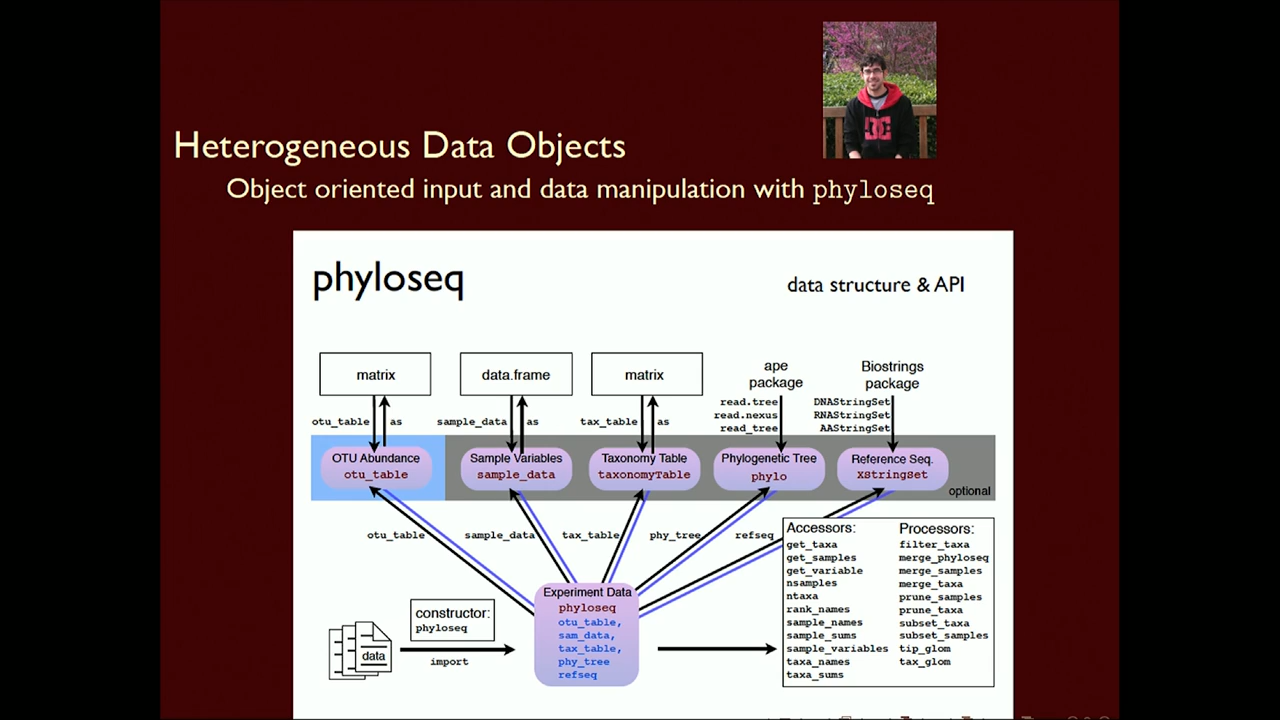 Heterogeneous Data Objects
Object oriented input and data manipulation with phyloseq
phyloseq
data structure & API
matrix
data.frame
matrix
ape
package
Biostrings
package
otu_table
as
sample_data
as
tax_table
as
read.tree
read.nexus
read_tree
DNAStringSet
RNAStringSet
AAStringSet
OTU Abundance
otu_table
Sample Variables
sample_data
Taxonomy Table
taxonomyTable
Phylogenetic Tree
phylo
Reference Seq.
XStringSet
optional
otu_table
sample_data
tax_table
phy_tree
refseq
data
constructor:
phyloseq
import
Experiment Data
phyloseq
otu_table,
sam_data,
tax_table,
phy_tree
refseq
Accessors:
get_taxa
get_samples
get_variable
nsamples
ntaxa
rank_names
sample_names
sample_sums
sample_variables
taxa_names
taxa_sums
Processors:
filter_taxa
merge_phyloseq
merge_samples
merge_taxa
prune_samples
prune_taxa
subset_taxa
subset_samples
tip_glom
tax_glom